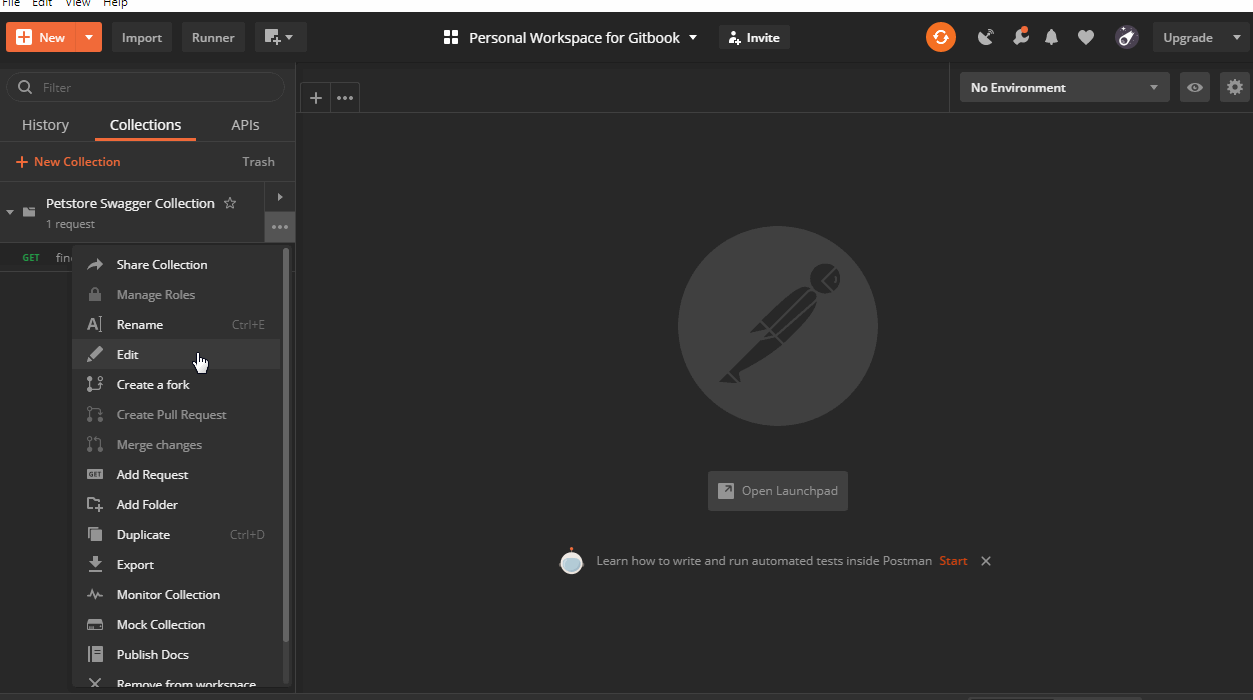 File Edit View Help
New Import Runner Personal Workspace for Gitbook Invite Upgrade
Filter No Environment
History Collections APIs
New Collection Trash
Petstore Swagger Collection
1 request
GET
Share Collection
Manage Roles
Rename Ctrl+E
Edit
Create a fork
Create Pull Request
Merge changes
GET Add Request
Add Folder
Duplicate Ctrl+D
Export
Monitor Collection
Mock Collection
Publish Docs
Remove from workspace
Open Launchpad
Learn how to write and run automated tests inside Postman Start